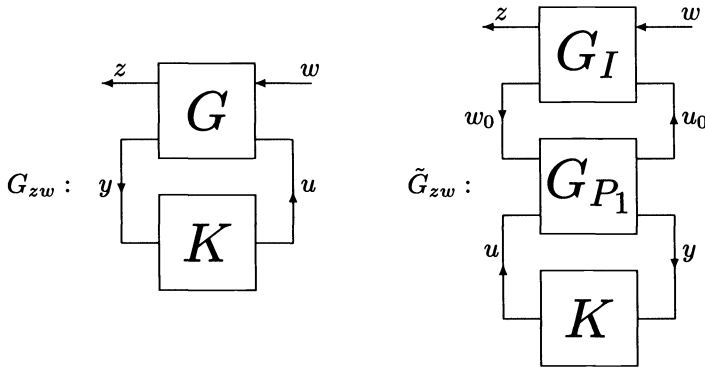 z w
G
G_{zw} : y u
K
z w
G_I
w_0 u_0
\tilde{G}_{zw} : G_{P_1}
u y
K